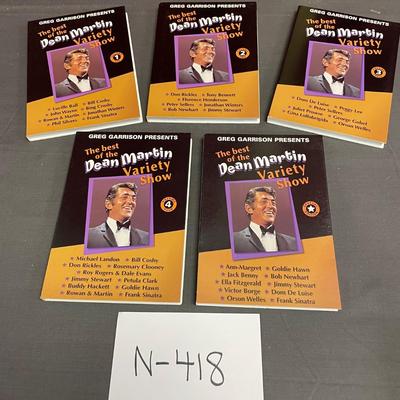 GREG GARRISON PRESENTS
The best
of the
Dean Martin
Variety
Show
1
Lucille Ball ★ Bill Cosby
★ John Wayne ★ Bing Crosby
★ Rowan & Martin ★ Jonathan Winters
★ Phil Silvers ★ Frank Sinatra
GREG GARRISON PRESENTS
The best
of the
Dean Martin
Variety
Show
2
★ Don Rickles ★ Tony Bennett
★ Florence Henderson
★ Peter Sellers ★ Jonathan Winters
★ Bob Newhart ★ Jimmy Stewart
GREG GARRISON PRESENTS
The best
of the
Dean Martin
Variety
Show
3
★ Dom De Luise ★ Peggy Lee
★ Peter Sellers
★ Juliet Prowse ★ George Gobel
★ Gina Lollobrigida ★ Orson Welles
GREG GARRISON PRESENTS
The best
of the
Dean Martin
Variety
Show
4
★ Michael Landon ★ Bill Cosby
★ Don Rickles ★ Rosemary Clooney
★ Roy Rogers & Dale Evans
★ Jimmy Stewart ★ Petula Clark
★ Buddy Hackett ★ Goldie Hawn
★ Rowan & Martin ★ Frank Sinatra
GREG GARRISON PRESENTS
The best
of the
Dean Martin
Variety
Show
★ Ann-Margret ★ Goldie Hawn
★ Jack Benny ★ Bob Newhart
★ Ella Fitzgerald ★ Jimmy Stewart
★ Victor Borge ★ Dom De Luise
★ Orson Welles ★ Frank Sinatra
N-418